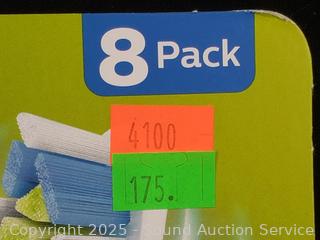 8 Pack
4100
175.
Copyright 2025 - Sound Auction Service